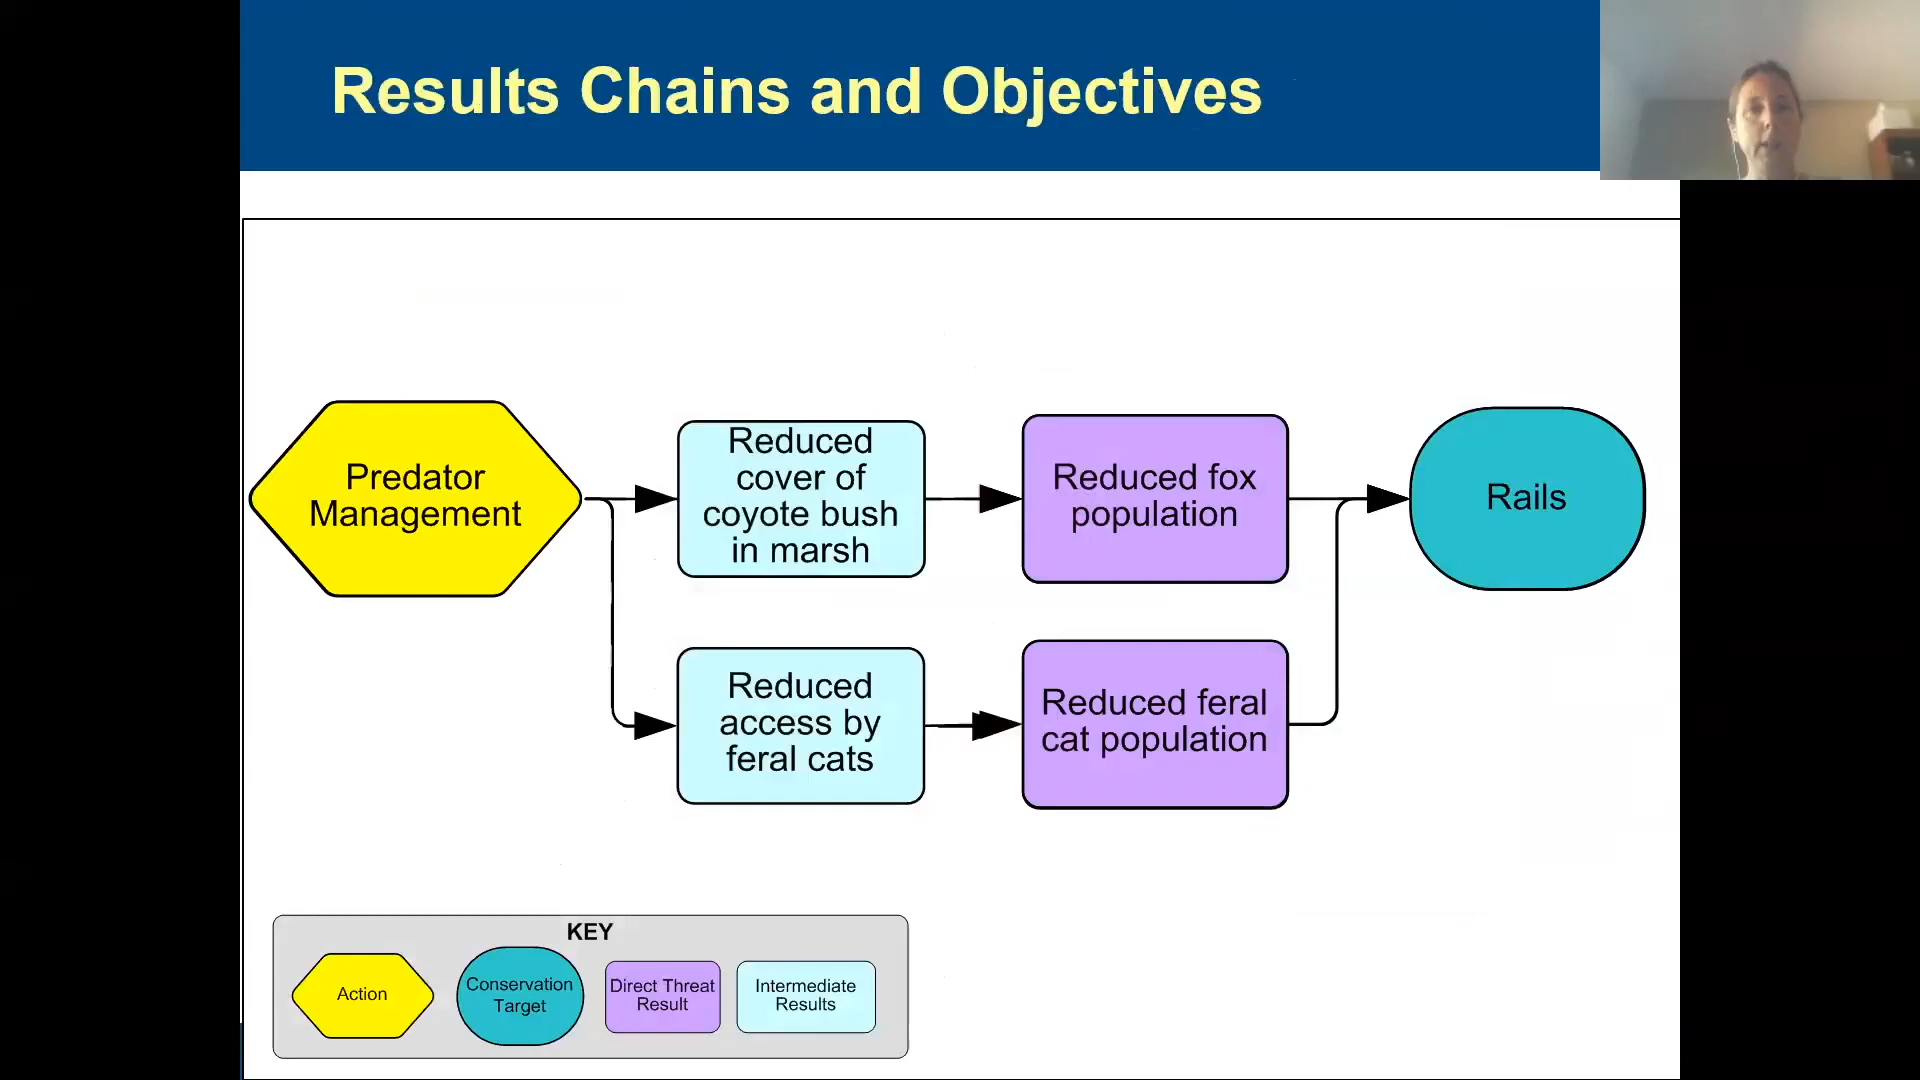 Results Chains and Objectives
Predator
Management
Reduced
cover of
coyote bush
in marsh
Reduced fox
population
Rails
Reduced
access by
feral cats
Reduced feral
cat population
KEY
Action
Conservation
Target
Direct Threat
Result
Intermediate
Results